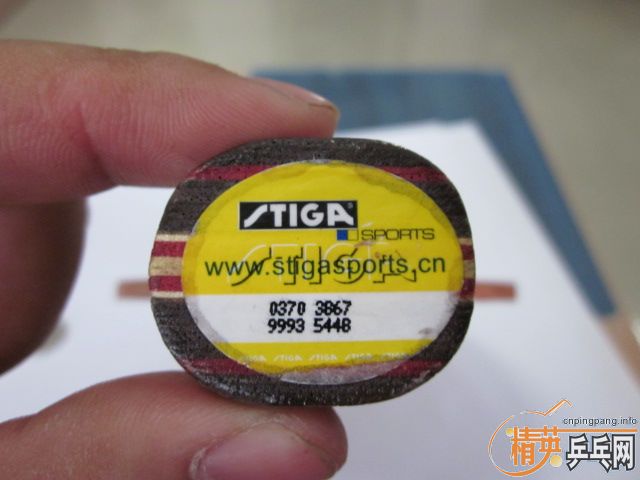 STIGA
SPORTS
STIGA
www.stigasports.cn
0370 3867
9993 5448
STIGA STIGA STIGA STIGA
cnpingpang.info
精英乒乓网